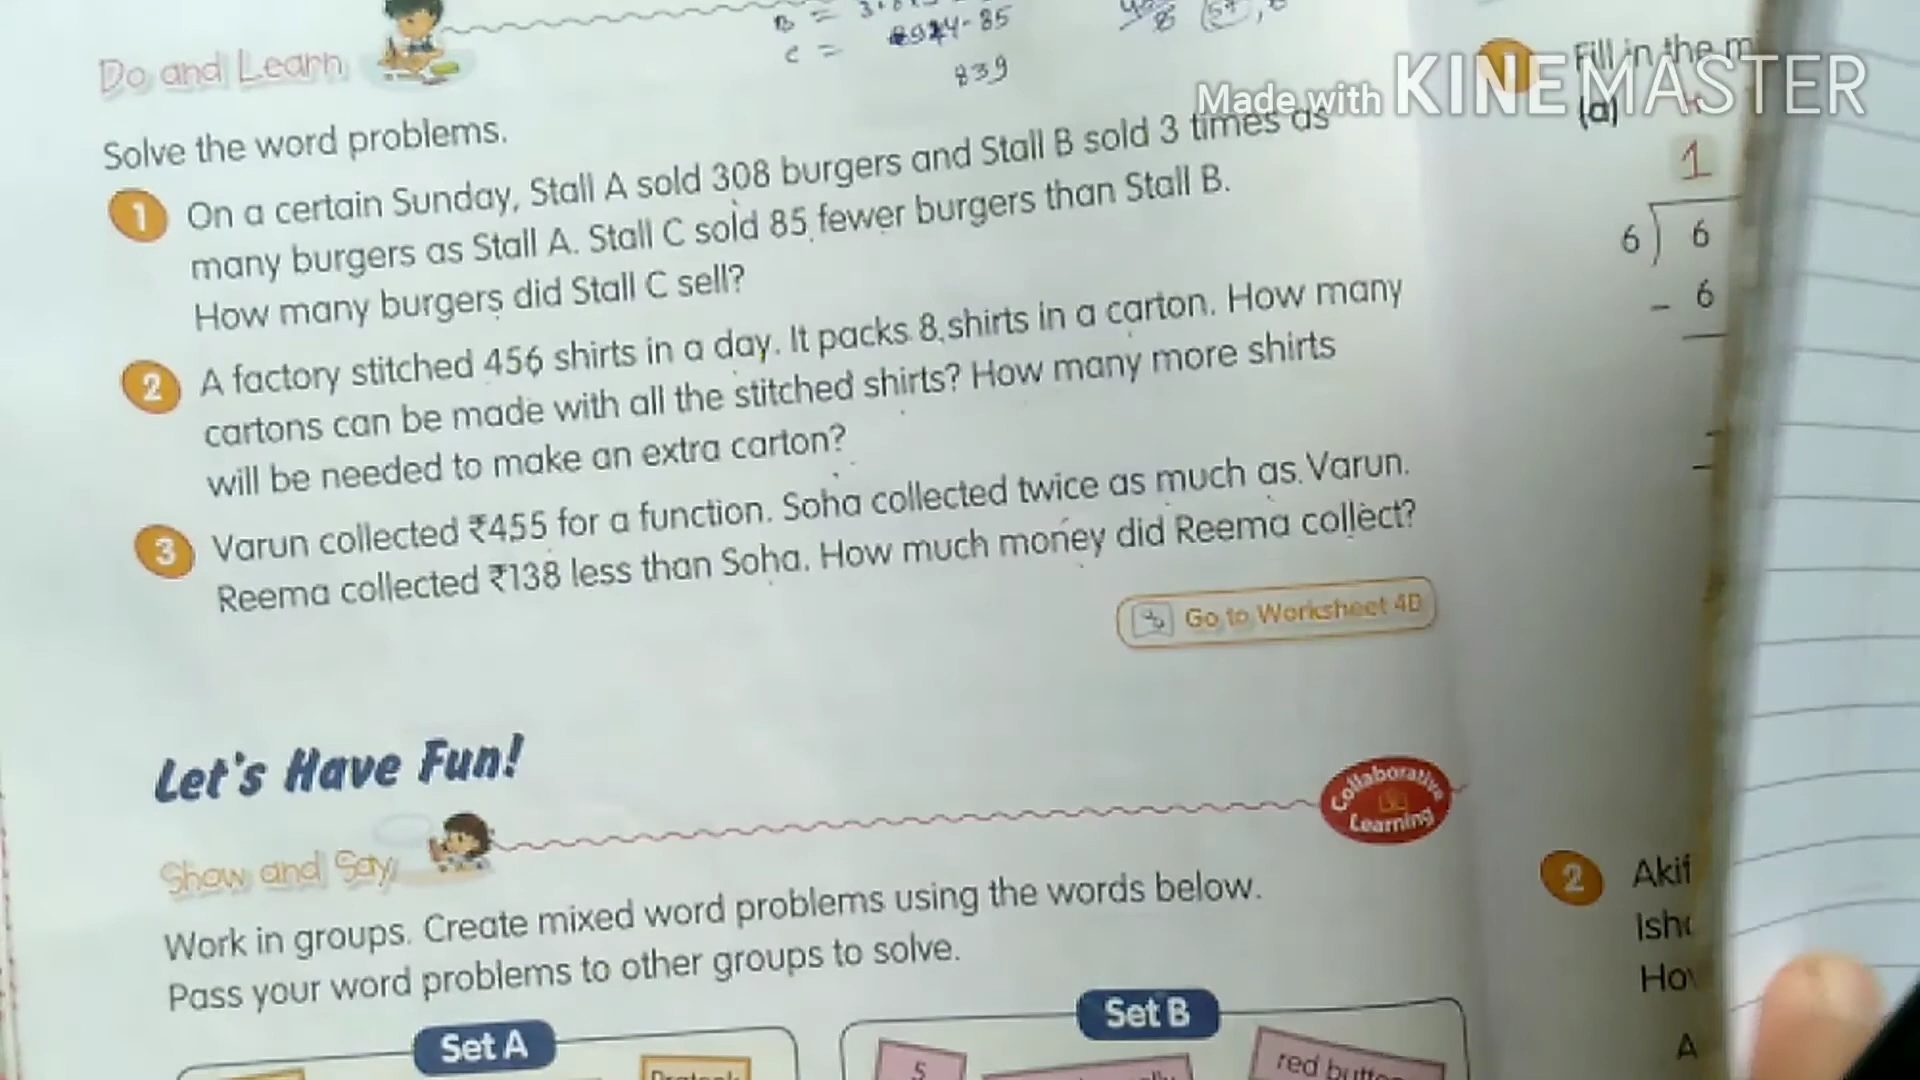 B =
C = 924-85
839
Do and Learn
Made with KINEMASTER
Solve the word problems.
1 On a certain Sunday, Stall A sold 308 burgers and Stall B sold 3 times as
many burgers as Stall A. Stall C sold 85 fewer burgers than Stall B.
How many burgers did Stall C sell?
2 A factory stitched 456 shirts in a day. It packs 8 shirts in a carton. How many
cartons can be made with all the stitched shirts? How many more shirts
will be needed to make an extra carton?
3 Varun collected ₹455 for a function. Soha collected twice as much as Varun.
Reema collected ₹138 less than Soha. How much money did Reema collect?
Go to Worksheet 4D
Let's Have Fun!
Collaborative
Learning
Show and Say
Work in groups. Create mixed word problems using the words below.
Pass your word problems to other groups to solve.
Set A
Set B
5
red
Fill in the m
(a)
1
6) 6
- 6
2 Akif